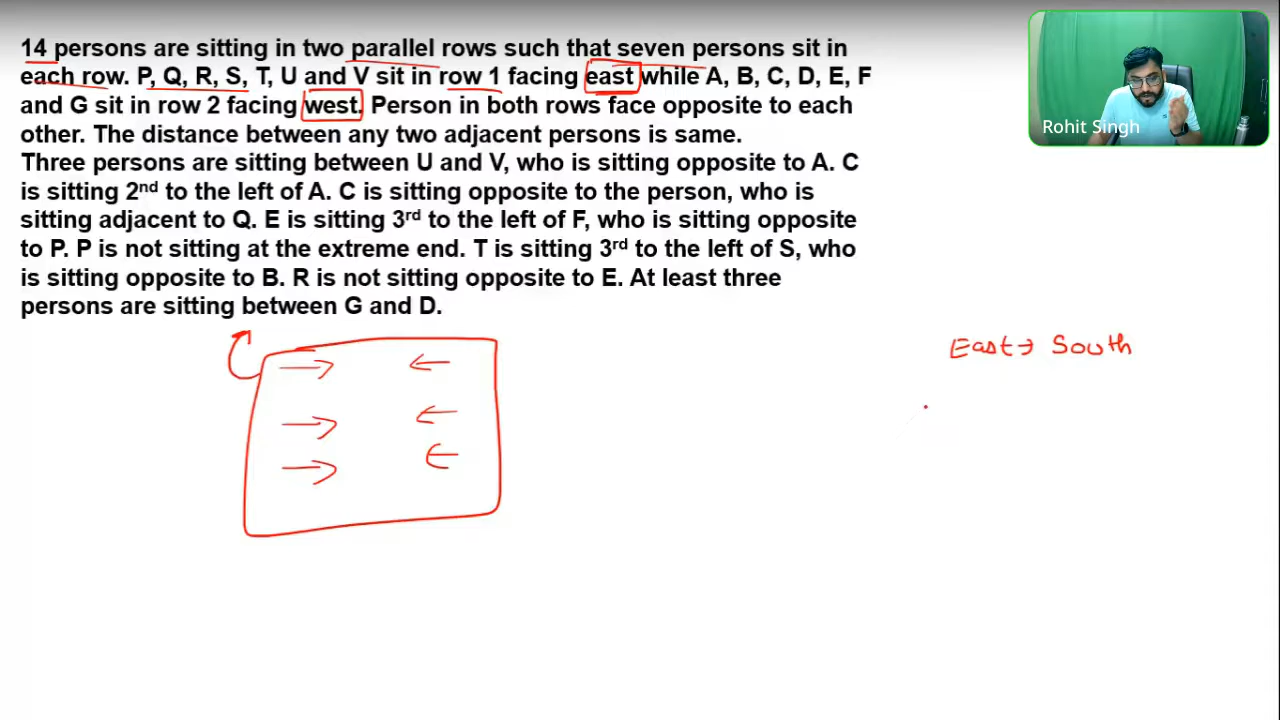 14 persons are sitting in two parallel rows such that seven persons sit in
each row. P, Q, R, S, T, U and V sit in row 1 facing east while A, B, C, D, E, F
and G sit in row 2 facing west. Person in both rows face opposite to each
other. The distance between any two adjacent persons is same.
Three persons are sitting between U and V, who is sitting opposite to A. C
is sitting 2nd to the left of A. C is sitting opposite to the person, who is
sitting adjacent to Q. E is sitting 3rd to the left of F, who is sitting opposite
to P. P is not sitting at the extreme end. T is sitting 3rd to the left of S, who
is sitting opposite to B. R is not sitting opposite to E. At least three
persons are sitting between G and D.
Rohit Singh
East → South